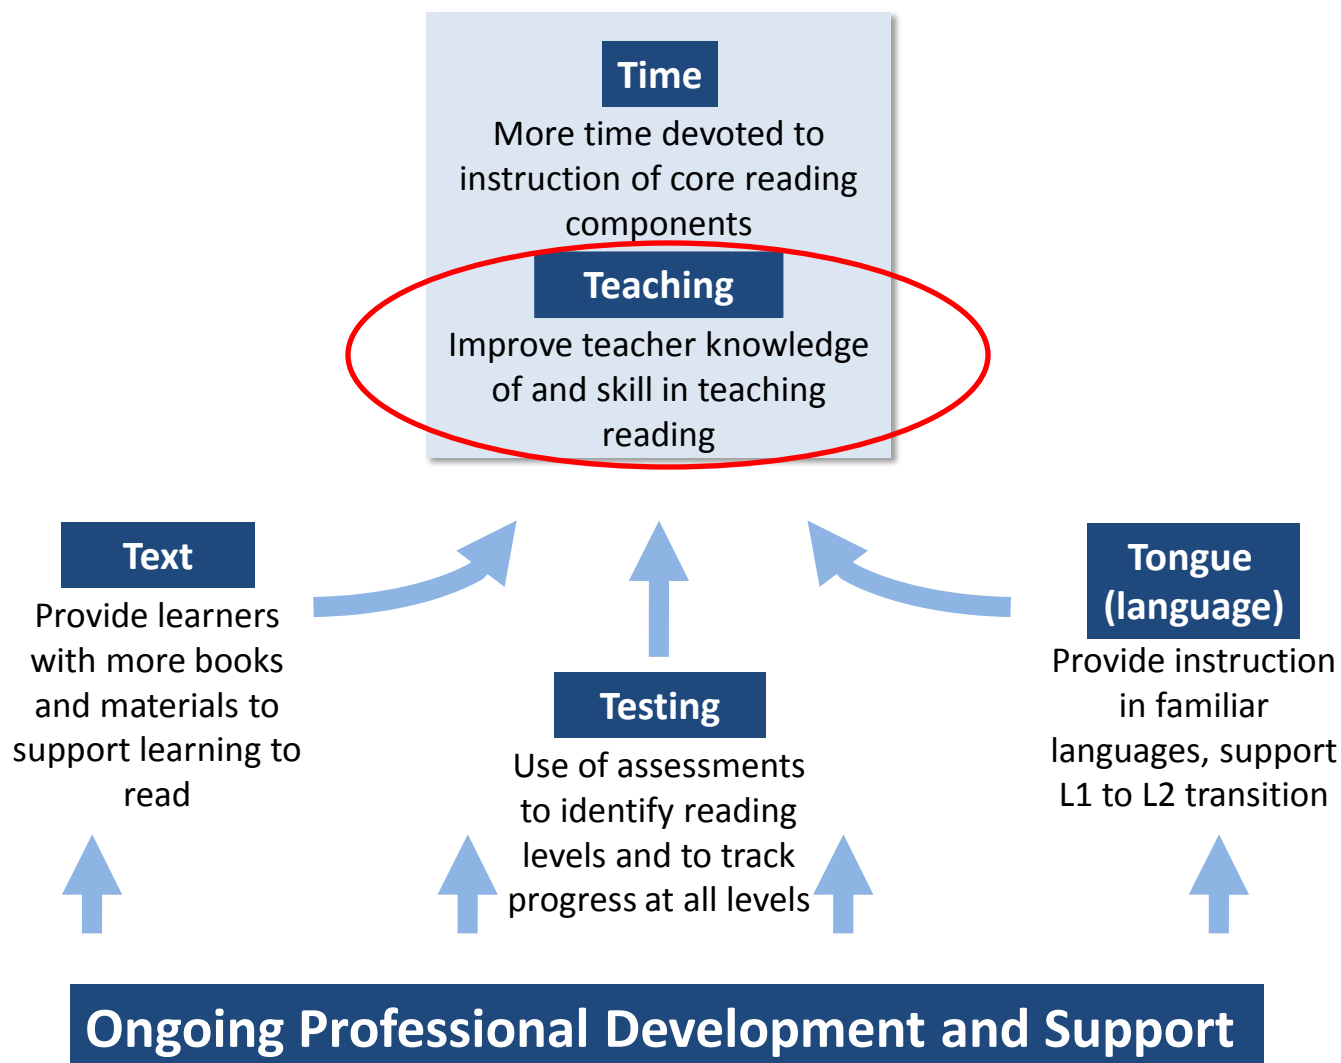 Time
More time devoted to
instruction of core reading
components
Teaching
Improve teacher knowledge
of and skill in teaching
reading
Text
Provide learners
with more books
and materials to
support learning to
read
Testing
Use of assessments
to identify reading
levels and to track
progress at all levels
Tongue
(language)
Provide instruction
in familiar
languages, support
L1 to L2 transition
Ongoing Professional Development and Support